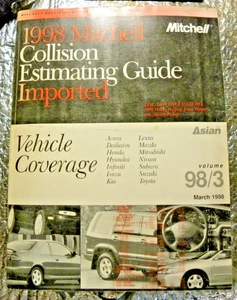 1998 Mitchell
Mitchell
Collision
Estimating Guide
Imported
Asian
Vehicle
Coverage
Acura
Daihatsu
Honda
Hyundai
Infiniti
Isuzu
Kia
Lexus
Mazda
Mitsubishi
Nissan
Subaru
Suzuki
Toyota
volume
98/3
March 1998